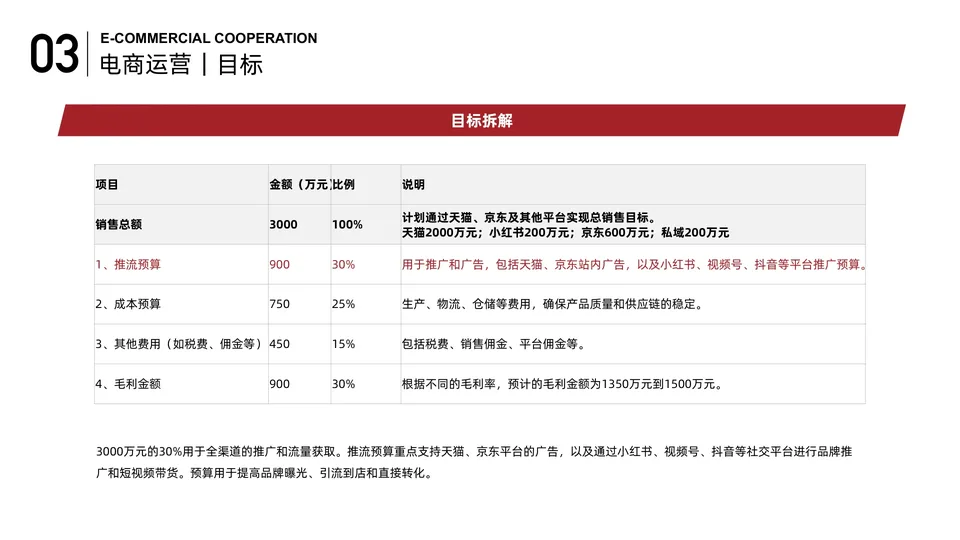 03
E-COMMERCIAL COOPERATION
电商运营｜目标
目标拆解
项目 金额（万元） 比例 说明
销售总额 3000 100% 计划通过天猫、京东及其他平台实现总销售目标。
天猫2000万元；小红书200万元；京东600万元；私域200万元
1、推流预算 900 30% 用于推广和广告，包括天猫、京东站内广告，以及小红书、视频号、抖音等平台推广预算。
2、成本预算 750 25% 生产、物流、仓储等费用，确保产品质量和供应链的稳定。
3、其他费用（如税费、佣金等） 450 15% 包括税费、销售佣金、平台佣金等。
4、毛利金额 900 30% 根据不同的毛利率，预计的毛利金额为1350万元到1500万元。
3000万元的30%用于全渠道的推广和流量获取。推流预算重点支持天猫、京东平台的广告，以及通过小红书、视频号、抖音等社交平台进行品牌推
广和短视频带货。预算用于提高品牌曝光、引流到店和直接转化。